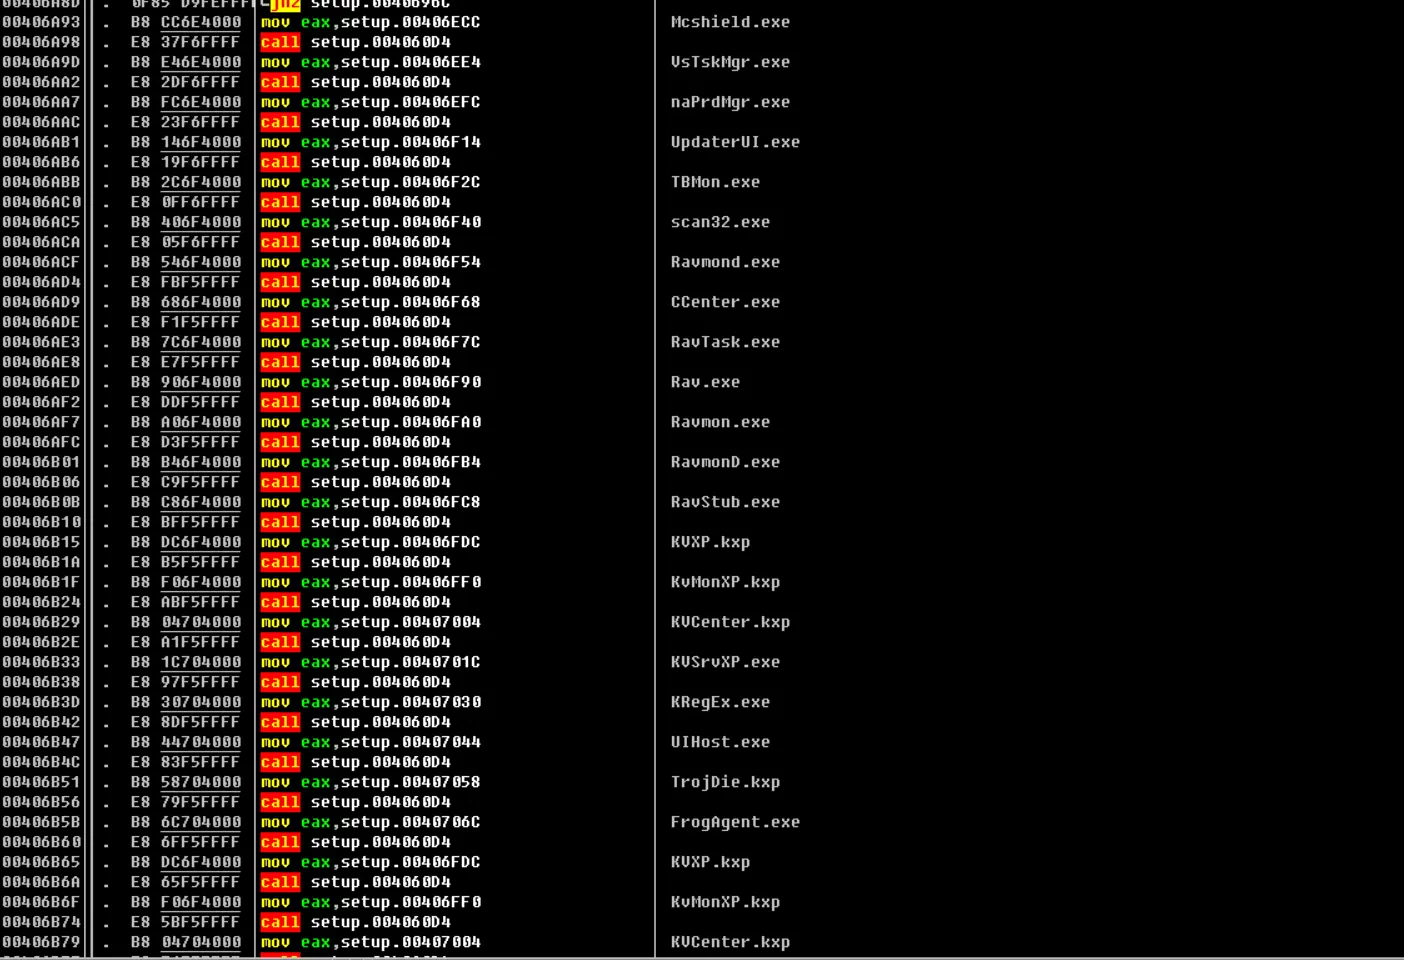 00406A8D . 0F85 D9FEFFFF jnz setup.0040696C
00406A93 . B8 CC6E4000 mov eax,setup.00406ECC Mcshield.exe
00406A98 . E8 37F6FFFF call setup.004060D4
00406A9D . B8 E46E4000 mov eax,setup.00406EE4 VsTskMgr.exe
00406AA2 . E8 2DF6FFFF call setup.004060D4
00406AA7 . B8 FC6E4000 mov eax,setup.00406EFC naPrdMgr.exe
00406AAC . E8 23F6FFFF call setup.004060D4
00406AB1 . B8 146F4000 mov eax,setup.00406F14 UpdaterUI.exe
00406AB6 . E8 19F6FFFF call setup.004060D4
00406ABB . B8 2C6F4000 mov eax,setup.00406F2C TBMon.exe
00406AC0 . E8 0FF6FFFF call setup.004060D4
00406AC5 . B8 406F4000 mov eax,setup.00406F40 scan32.exe
00406ACA . E8 05F6FFFF call setup.004060D4
00406ACF . B8 546F4000 mov eax,setup.00406F54 Ravmond.exe
00406AD4 . E8 FBF5FFFF call setup.004060D4
00406AD9 . B8 686F4000 mov eax,setup.00406F68 CCenter.exe
00406ADE . E8 F1F5FFFF call setup.004060D4
00406AE3 . B8 7C6F4000 mov eax,setup.00406F7C RavTask.exe
00406AE8 . E8 E7F5FFFF call setup.004060D4
00406AED . B8 906F4000 mov eax,setup.00406F90 Rav.exe
00406AF2 . E8 DDF5FFFF call setup.004060D4
00406AF7 . B8 A06F4000 mov eax,setup.00406FA0 Ravmon.exe
00406AFC . E8 D3F5FFFF call setup.004060D4
00406B01 . B8 B46F4000 mov eax,setup.00406FB4 RavmonD.exe
00406B06 . E8 C9F5FFFF call setup.004060D4
00406B0B . B8 C86F4000 mov eax,setup.00406FC8 RavStub.exe
00406B10 . E8 BFF5FFFF call setup.004060D4
00406B15 . B8 DC6F4000 mov eax,setup.00406FDC KVXP.kxp
00406B1A . E8 B5F5FFFF call setup.004060D4
00406B1F . B8 F06F4000 mov eax,setup.00406FF0 KvMonXP.kxp
00406B24 . E8 ABF5FFFF call setup.004060D4
00406B29 . B8 04704000 mov eax,setup.00407004 KVCenter.kxp
00406B2E . E8 A1F5FFFF call setup.004060D4
00406B33 . B8 1C704000 mov eax,setup.0040701C KVSrvXP.exe
00406B38 . E8 97F5FFFF call setup.004060D4
00406B3D . B8 30704000 mov eax,setup.00407030 KRegEx.exe
00406B42 . E8 8DF5FFFF call setup.004060D4
00406B47 . B8 44704000 mov eax,setup.00407044 UIHost.exe
00406B4C . E8 83F5FFFF call setup.004060D4
00406B51 . B8 58704000 mov eax,setup.00407058 TrojDie.kxp
00406B56 . E8 79F5FFFF call setup.004060D4
00406B5B . B8 6C704000 mov eax,setup.0040706C FrogAgent.exe
00406B60 . E8 6FF5FFFF call setup.004060D4
00406B65 . B8 DC6F4000 mov eax,setup.00406FDC KVXP.kxp
00406B6A . E8 65F5FFFF call setup.004060D4
00406B6F . B8 F06F4000 mov eax,setup.00406FF0 KvMonXP.kxp
00406B74 . E8 5BF5FFFF call setup.004060D4
00406B79 . B8 04704000 mov eax,setup.00407004 KVCenter.kxp